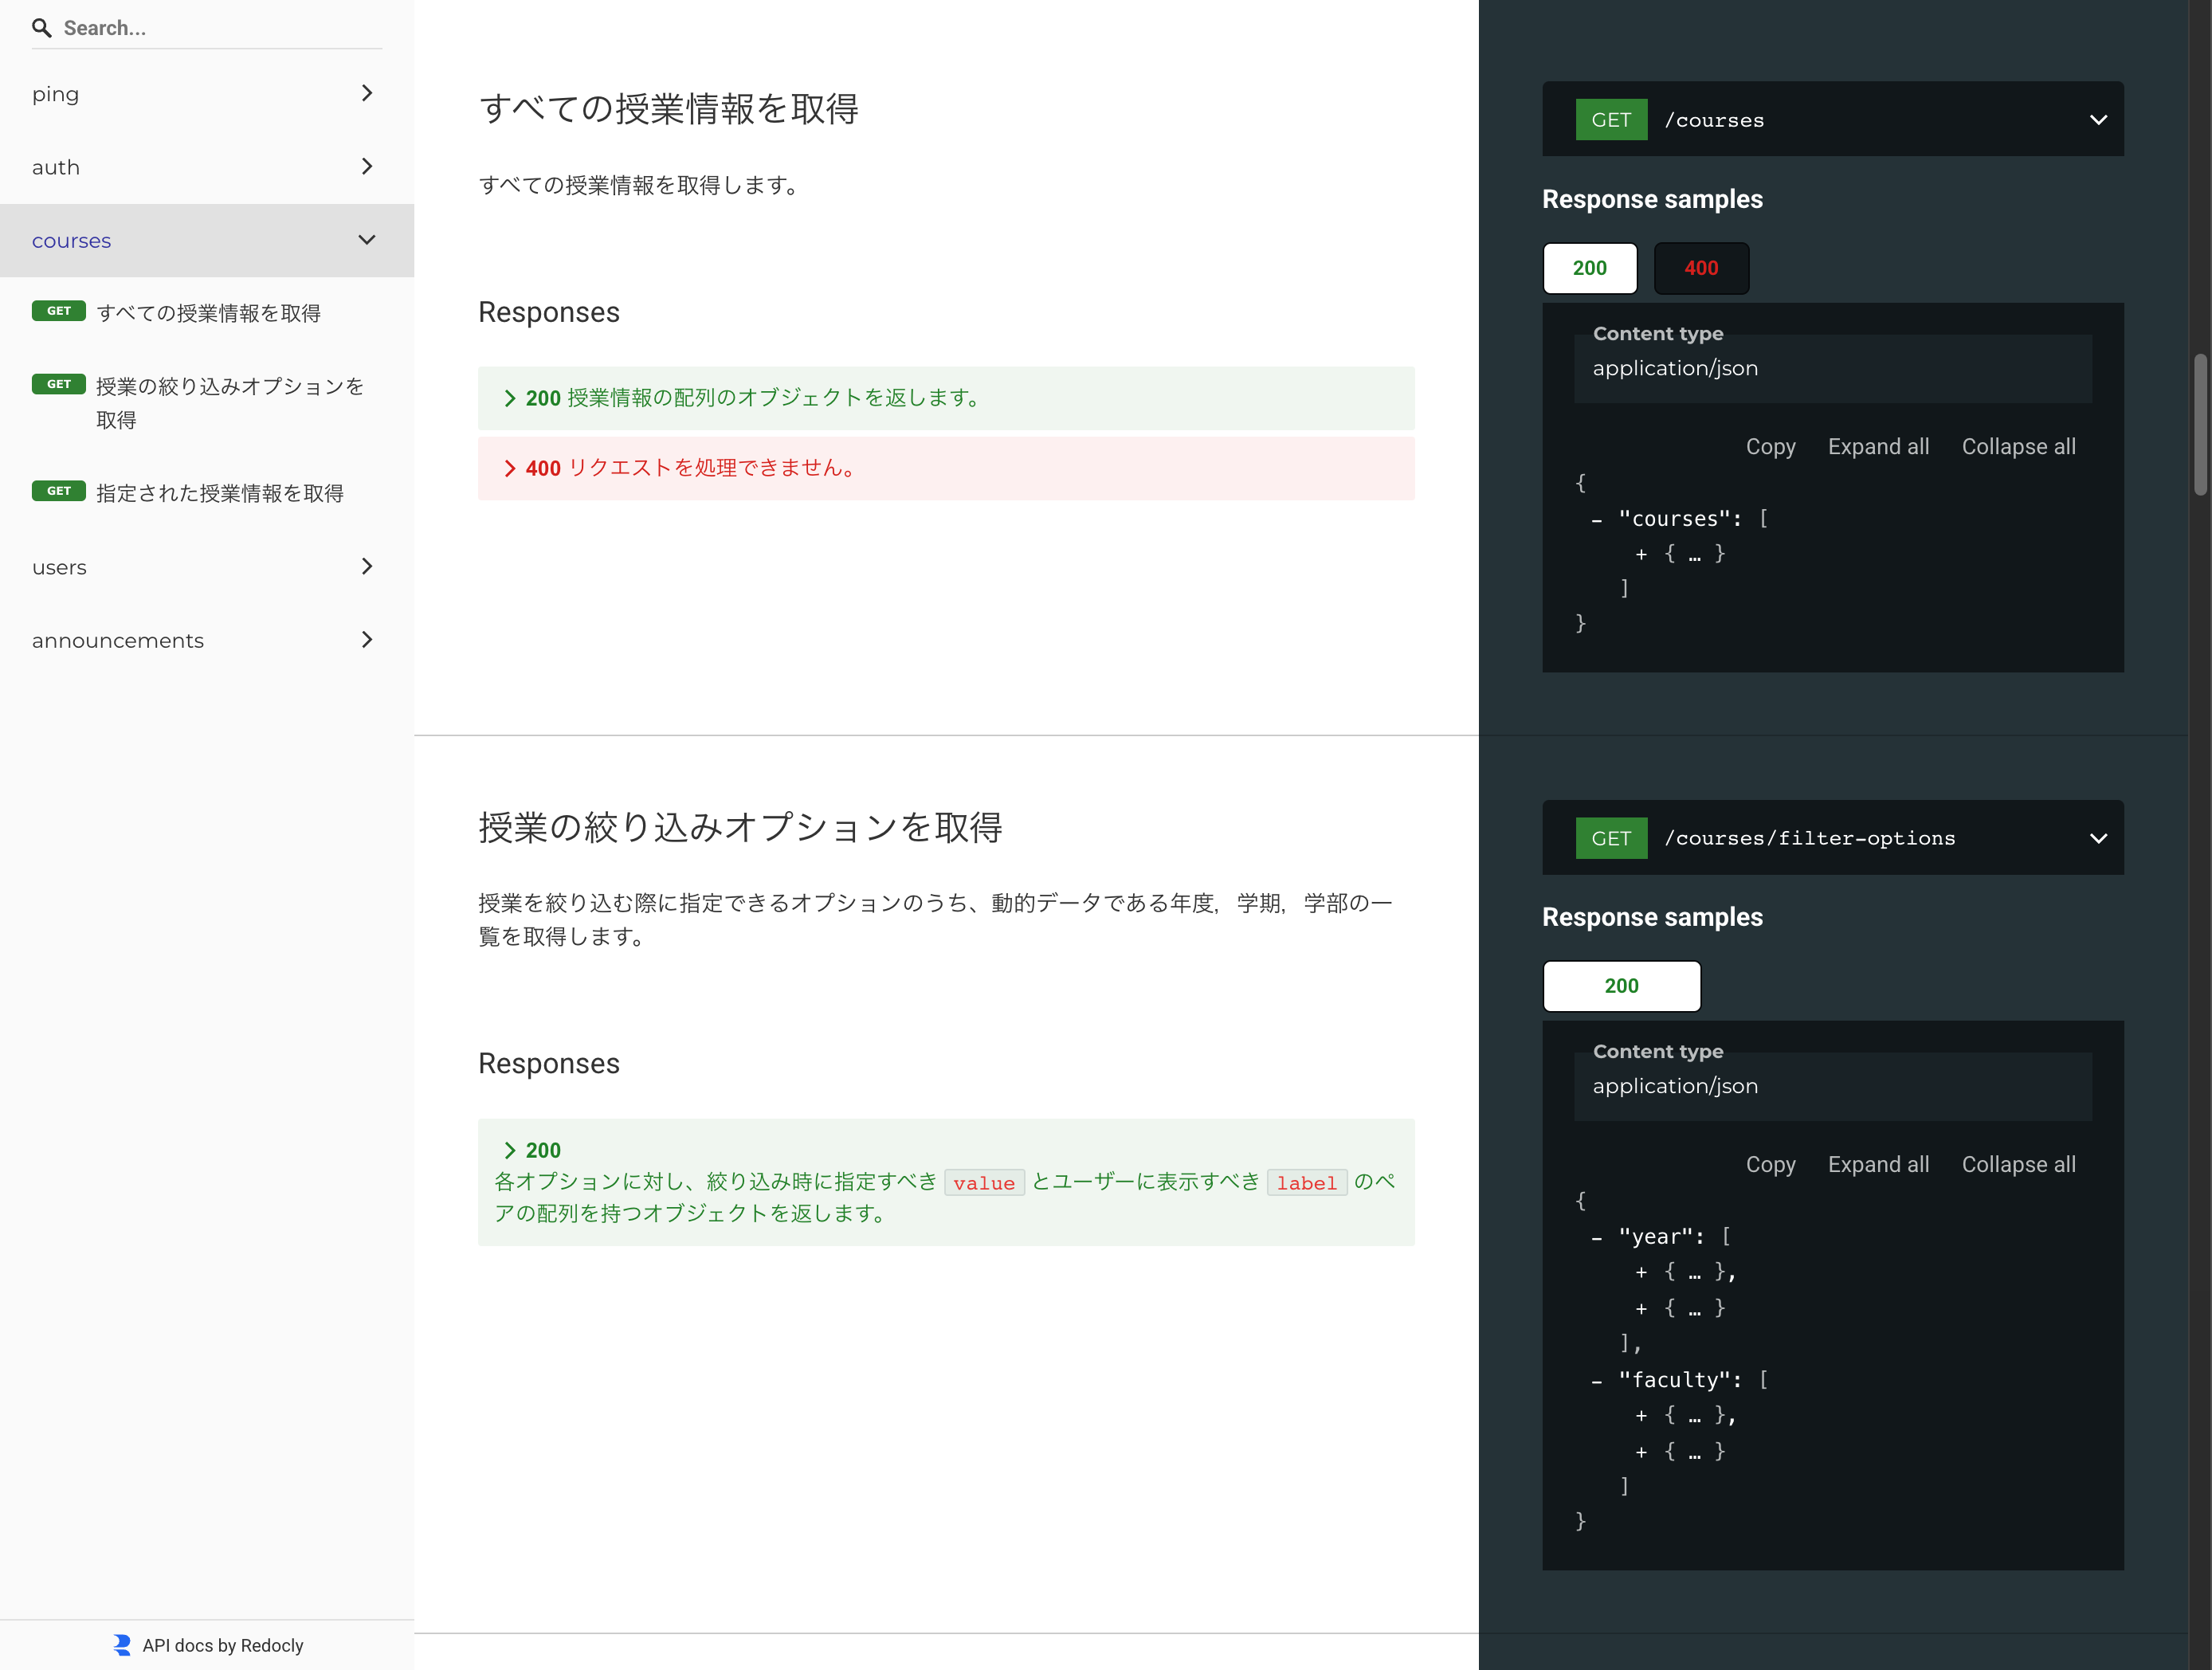 Search...
ping
auth
courses
GET すべての授業情報を取得
GET 授業の絞り込みオプションを
取得
GET 指定された授業情報を取得
users
announcements
API docs by Redocly
すべての授業情報を取得
すべての授業情報を取得します。
Responses
200 授業情報の配列のオブジェクトを返します。
400 リクエストを処理できません。
GET /courses
Response samples
200 400
Content type
application/json
Copy Expand all Collapse all
{
- "courses": [
+ { … }
]
}
授業の絞り込みオプションを取得
授業を絞り込む際に指定できるオプションのうち、動的データである年度，学期，学部の一
覧を取得します。
Responses
200
各オプションに対し、絞り込み時に指定すべき value とユーザーに表示すべき label のペ
アの配列を持つオブジェクトを返します。
GET /courses/filter-options
Response samples
200
Content type
application/json
Copy Expand all Collapse all
{
- "year": [
+ { … },
+ { … }
],
- "faculty": [
+ { … },
+ { … }
]
}